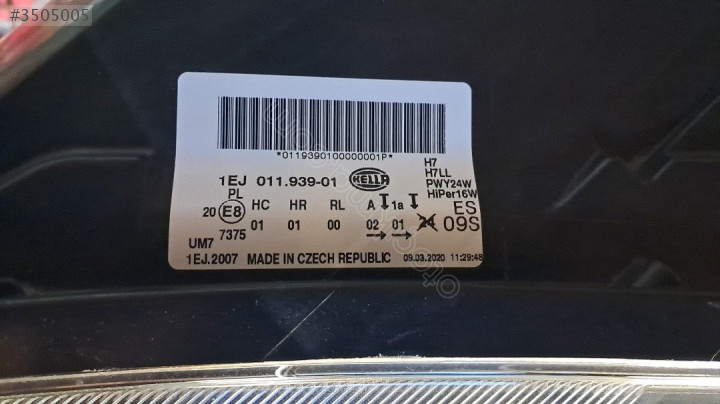 #3505005
*0119390100000001P*
1EJ 011.939-01 HELLA
H7
H7LL
PWY24W
HiPer16W
PL
20 E8 HC HR RL A 1a ES
01 01 00 02 01 24 09S
7375
UM7
1EJ.2007 MADE IN CZECH REPUBLIC 09.03.2020 11:29:48